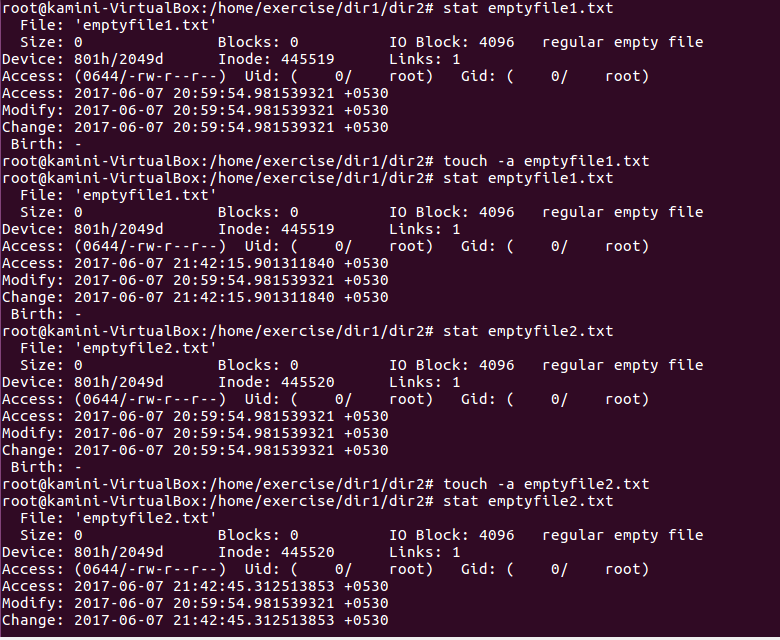 root@kamini-VirtualBox:/home/exercise/dir1/dir2# stat emptyfile1.txt
  File: 'emptyfile1.txt'
  Size: 0               Blocks: 0          IO Block: 4096   regular empty file
Device: 801h/2049d      Inode: 445519      Links: 1
Access: (0644/-rw-r--r--)  Uid: (    0/    root)   Gid: (    0/    root)
Access: 2017-06-07 20:59:54.981539321 +0530
Modify: 2017-06-07 20:59:54.981539321 +0530
Change: 2017-06-07 20:59:54.981539321 +0530
 Birth: -
root@kamini-VirtualBox:/home/exercise/dir1/dir2# touch -a emptyfile1.txt
root@kamini-VirtualBox:/home/exercise/dir1/dir2# stat emptyfile1.txt
  File: 'emptyfile1.txt'
  Size: 0               Blocks: 0          IO Block: 4096   regular empty file
Device: 801h/2049d      Inode: 445519      Links: 1
Access: (0644/-rw-r--r--)  Uid: (    0/    root)   Gid: (    0/    root)
Access: 2017-06-07 21:42:15.901311840 +0530
Modify: 2017-06-07 20:59:54.981539321 +0530
Change: 2017-06-07 21:42:15.901311840 +0530
 Birth: -
root@kamini-VirtualBox:/home/exercise/dir1/dir2# stat emptyfile2.txt
  File: 'emptyfile2.txt'
  Size: 0               Blocks: 0          IO Block: 4096   regular empty file
Device: 801h/2049d      Inode: 445520      Links: 1
Access: (0644/-rw-r--r--)  Uid: (    0/    root)   Gid: (    0/    root)
Access: 2017-06-07 20:59:54.981539321 +0530
Modify: 2017-06-07 20:59:54.981539321 +0530
Change: 2017-06-07 20:59:54.981539321 +0530
 Birth: -
root@kamini-VirtualBox:/home/exercise/dir1/dir2# touch -a emptyfile2.txt
root@kamini-VirtualBox:/home/exercise/dir1/dir2# stat emptyfile2.txt
  File: 'emptyfile2.txt'
  Size: 0               Blocks: 0          IO Block: 4096   regular empty file
Device: 801h/2049d      Inode: 445520      Links: 1
Access: (0644/-rw-r--r--)  Uid: (    0/    root)   Gid: (    0/    root)
Access: 2017-06-07 21:42:45.312513853 +0530
Modify: 2017-06-07 20:59:54.981539321 +0530
Change: 2017-06-07 21:42:45.312513853 +0530